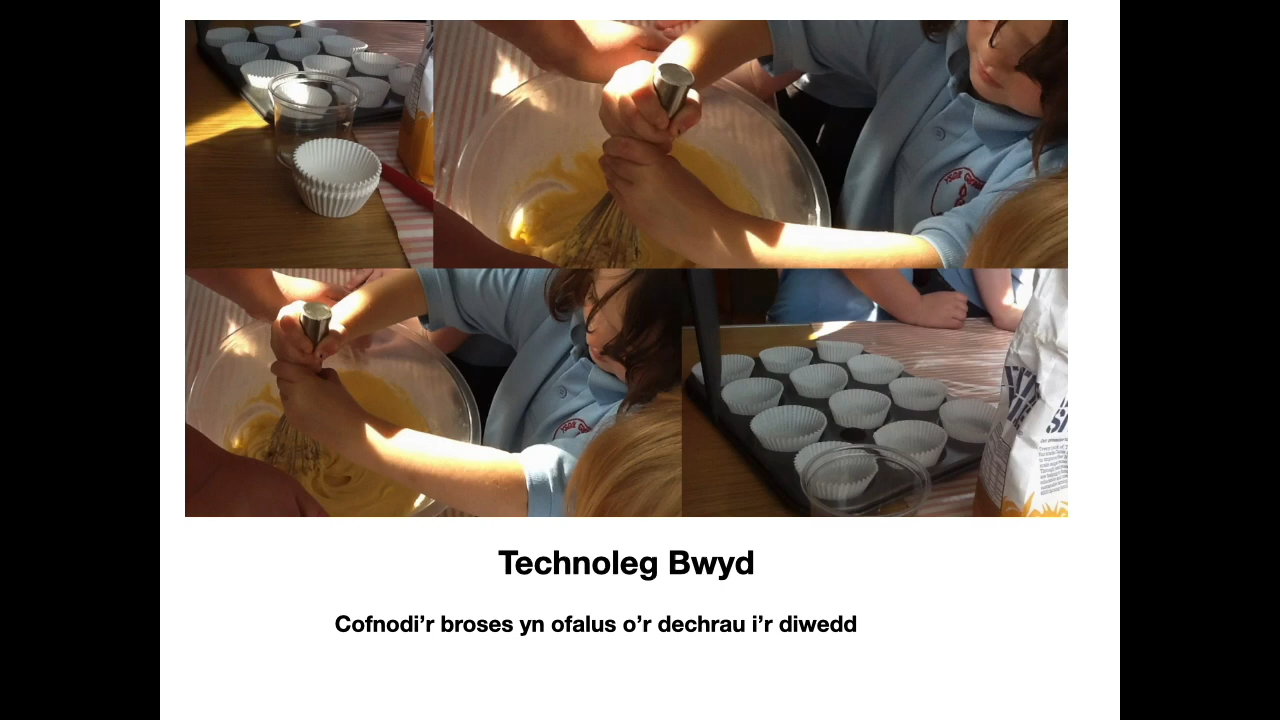 Technoleg Bwyd
Cofnodi’r broses yn ofalus o’r dechrau i’r diwedd